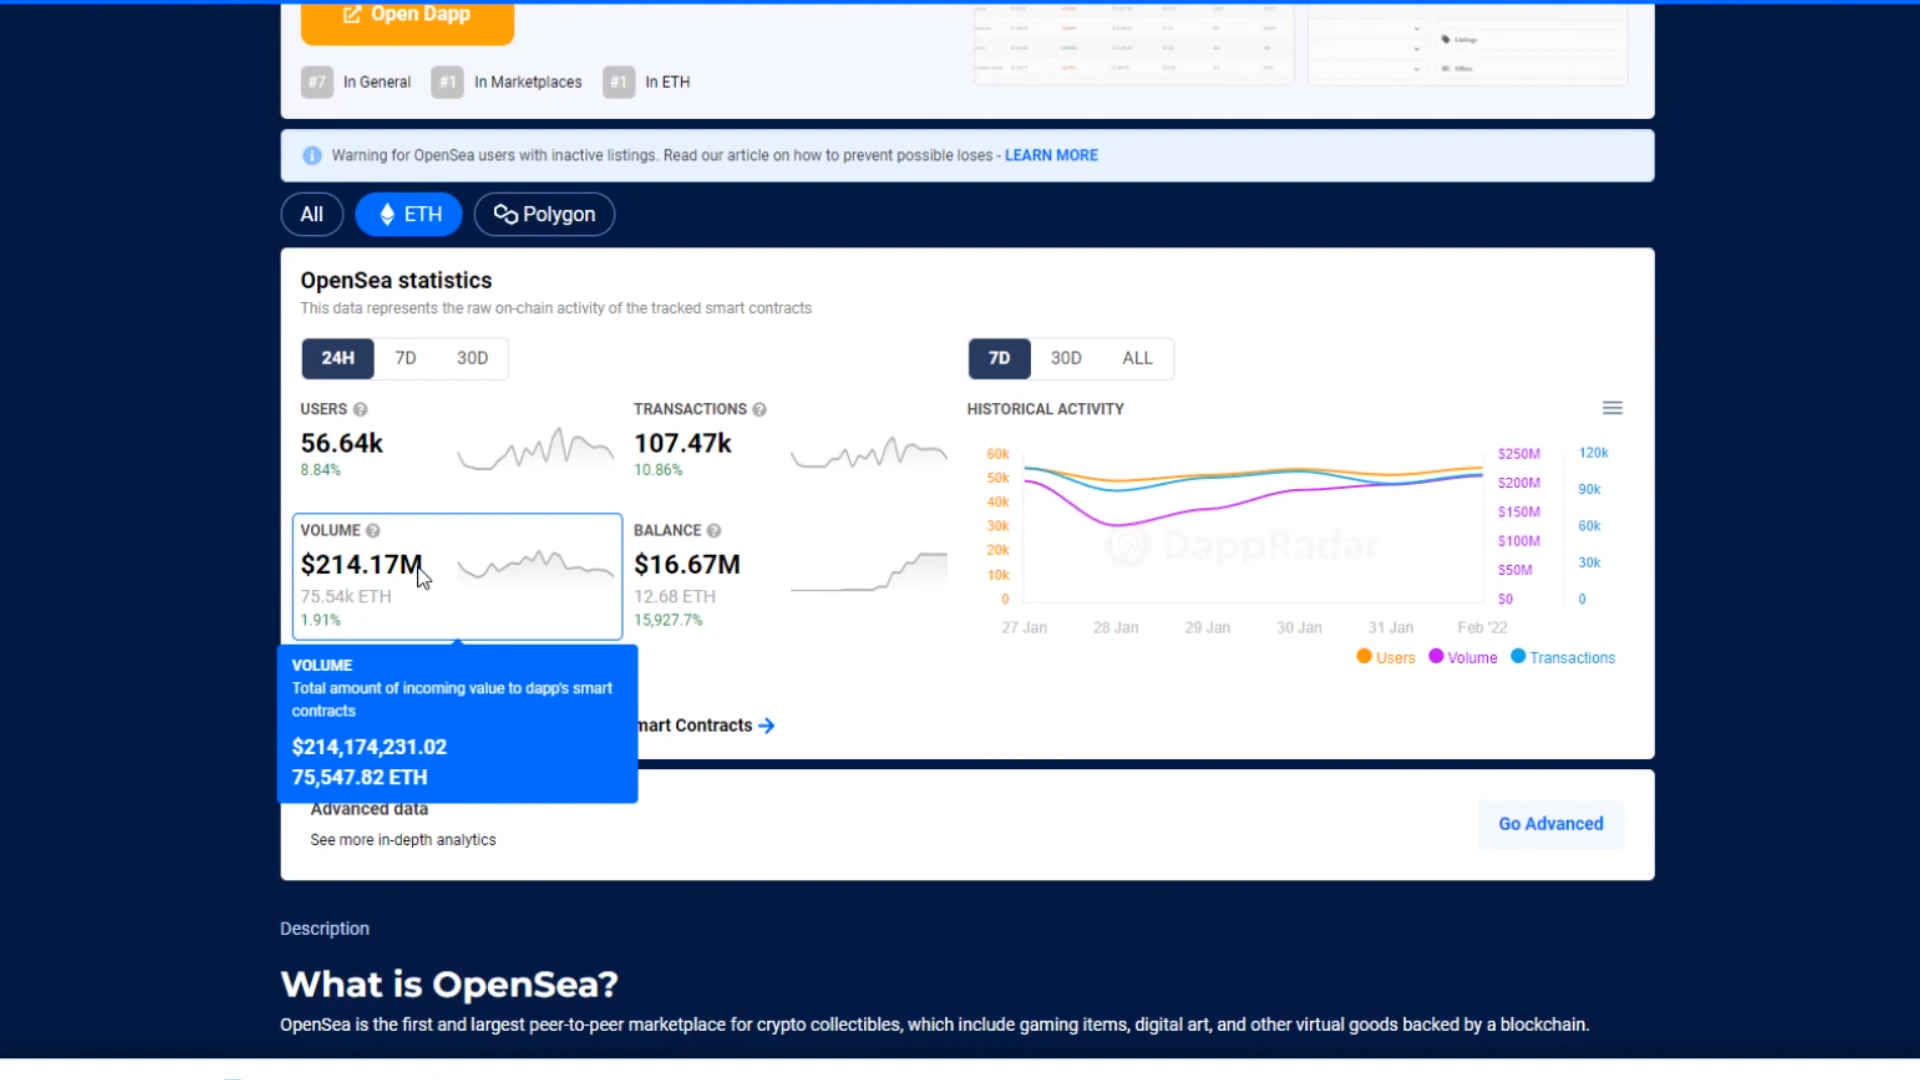 Open Dapp
#7 In General #1 In Marketplaces #1 In ETH
Listings
Offers
Warning for OpenSea users with inactive listings. Read our article on how to prevent possible loses - LEARN MORE
All ETH Polygon
OpenSea statistics
This data represents the raw on-chain activity of the tracked smart contracts
24H 7D 30D
7D 30D ALL
USERS ?
56.64k
8.84%
TRANSACTIONS ?
107.47k
10.86%
VOLUME ?
$214.17M
75.54k ETH
1.91%
BALANCE ?
$16.67M
12.68 ETH
15,927.7%
VOLUME
Total amount of incoming value to dapp's smart
contracts
$214,174,231.02
75,547.82 ETH
mart Contracts
HISTORICAL ACTIVITY
60k $250M 120k
50k $200M 90k
40k $150M
30k 60k
20k $100M
10k $50M 30k
0 $0 0
DappRadar
27 Jan 28 Jan 29 Jan 30 Jan 31 Jan Feb '22
Users Volume Transactions
Advanced data
See more in-depth analytics
Go Advanced
Description
What is OpenSea?
OpenSea is the first and largest peer-to-peer marketplace for crypto collectibles, which include gaming items, digital art, and other virtual goods backed by a blockchain.